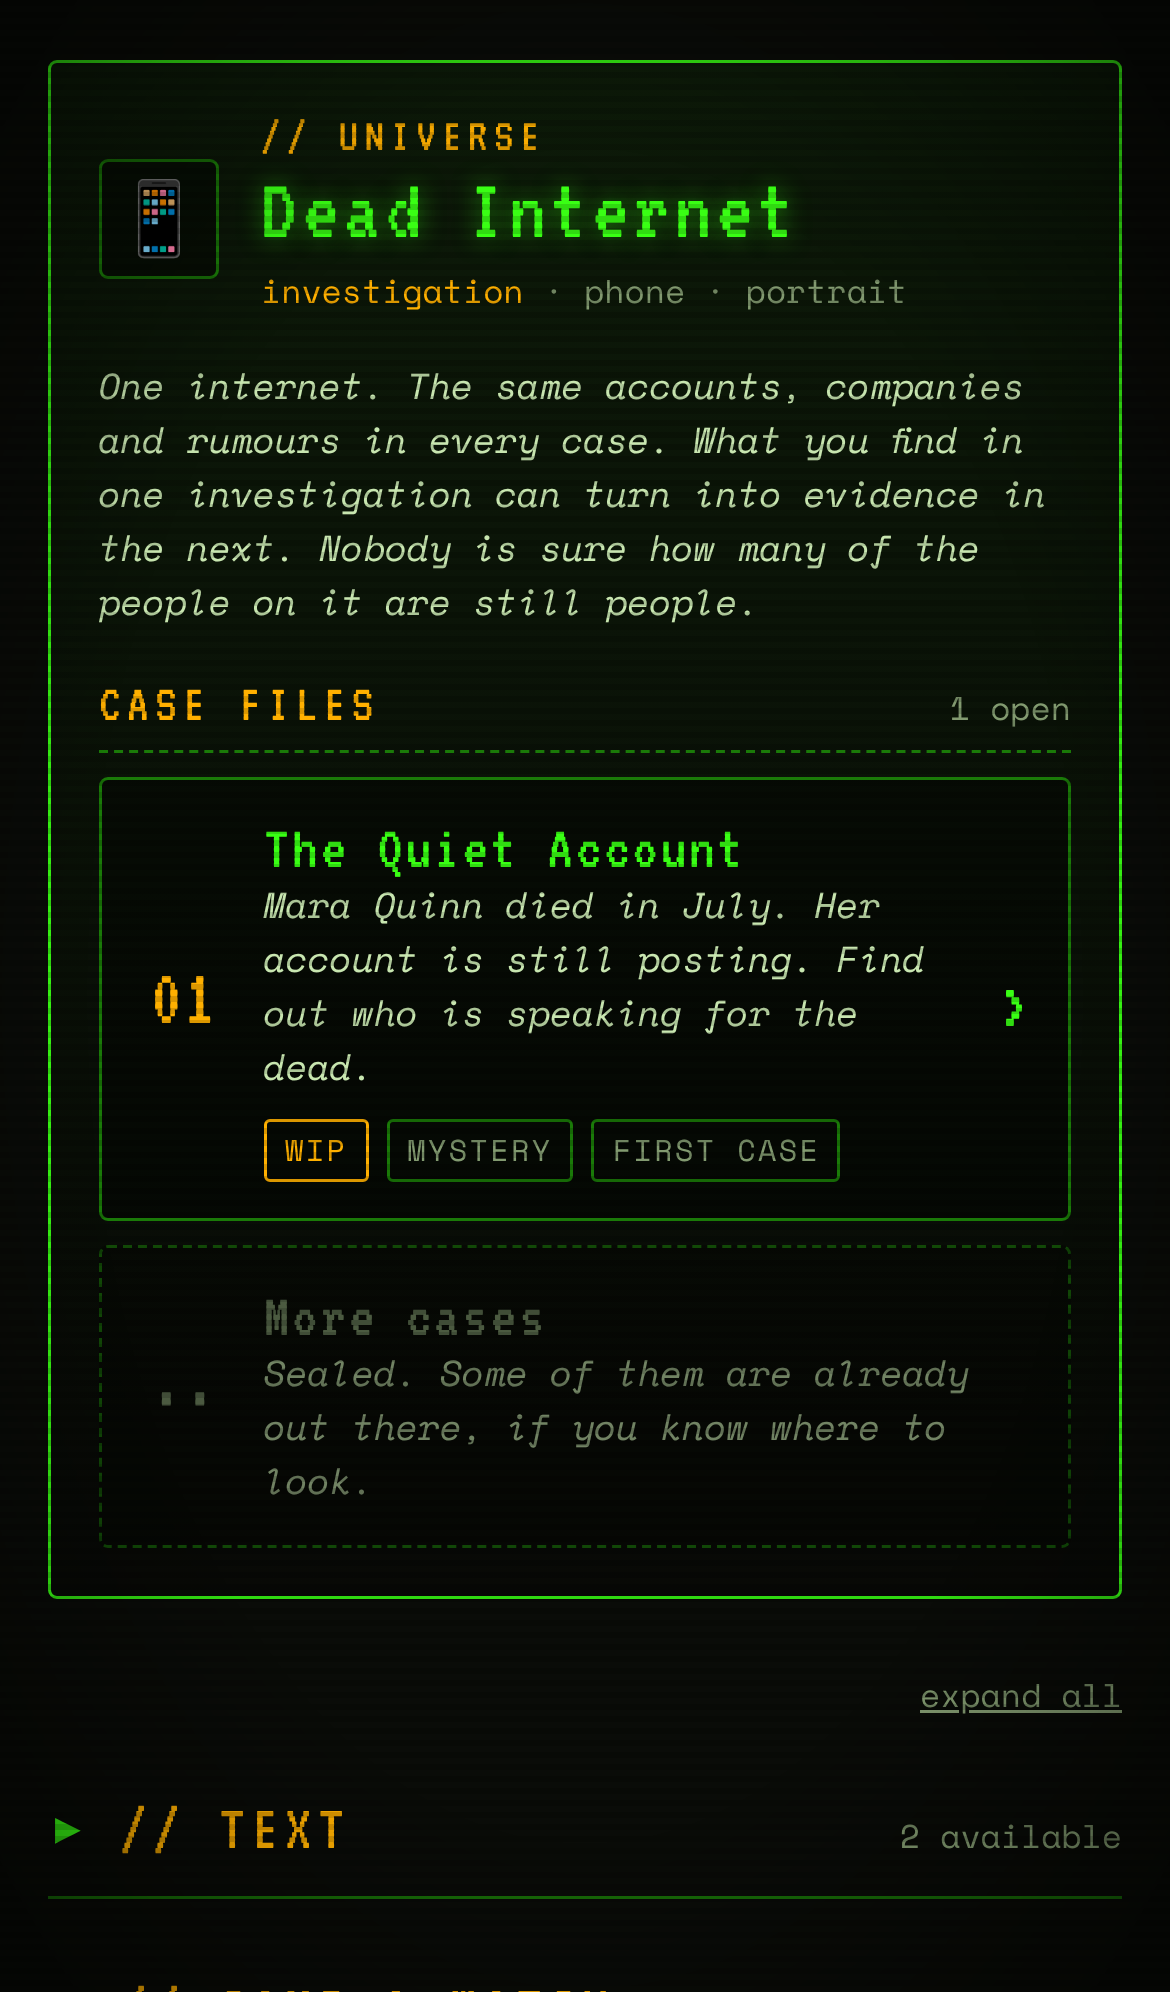 // UNIVERSE
Dead Internet
investigation · phone · portrait
One internet. The same accounts, companies
and rumours in every case. What you find in
one investigation can turn into evidence in
the next. Nobody is sure how many of the
people on it are still people.
CASE FILES
1 open
The Quiet Account
Mara Quinn died in July. Her
account is still posting. Find
out who is speaking for the
dead.
01
❯
WIP
MYSTERY
FIRST CASE
More cases
Sealed. Some of them are already
out there, if you know where to
look.
..
expand all
▶ // TEXT
2 available